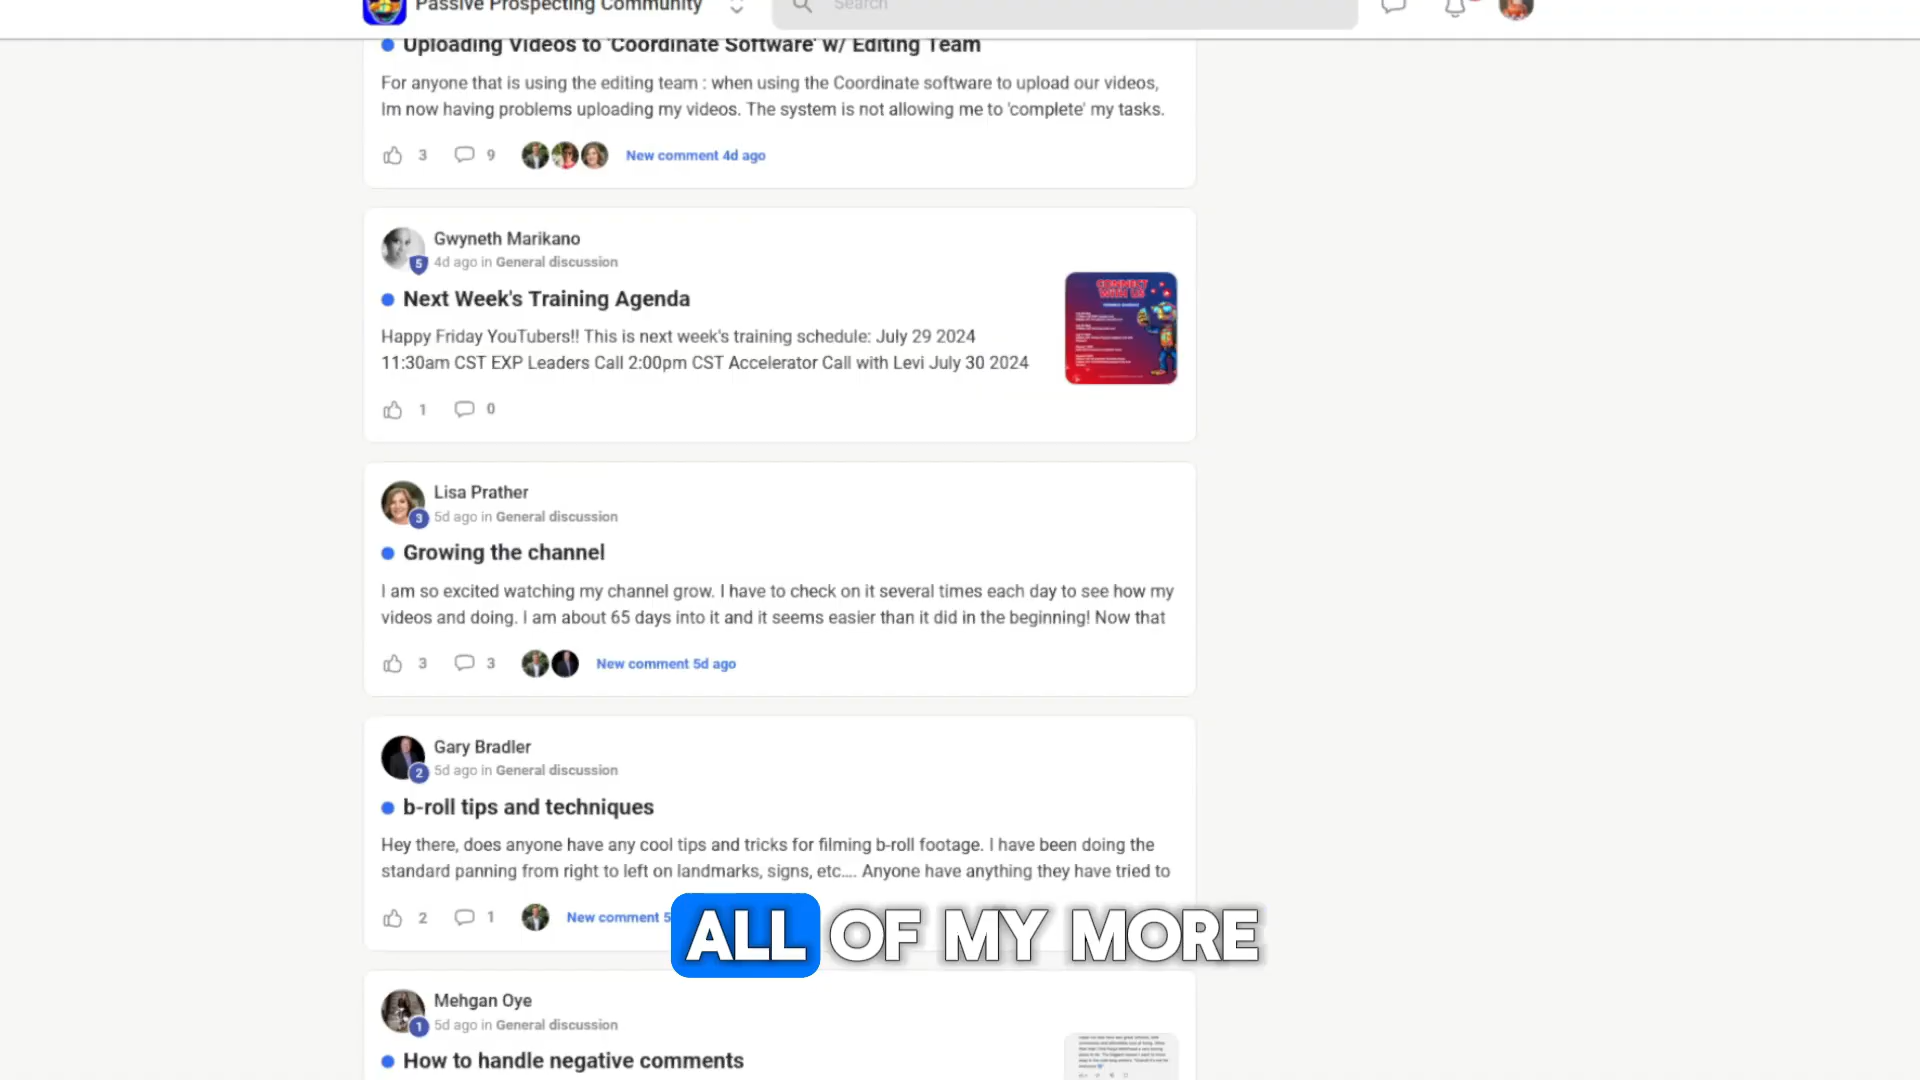 Passive Prospecting Community
Search
Uploading Videos to 'Coordinate Software' w/ Editing Team
For anyone that is using the editing team : when using the Coordinate software to upload our videos,
Im now having problems uploading my videos. The system is not allowing me to 'complete' my tasks.
3 9 New comment 4d ago
Gwyneth Marikano
5 4d ago in General discussion
Next Week's Training Agenda
CONNECT
WITH US
Happy Friday YouTubers!! This is next week's training schedule: July 29 2024
11:30am CST EXP Leaders Call 2:00pm CST Accelerator Call with Levi July 30 2024
1 0
Lisa Prather
3 5d ago in General discussion
Growing the channel
I am so excited watching my channel grow. I have to check on it several times each day to see how my
videos and doing. I am about 65 days into it and it seems easier than it did in the beginning! Now that
3 3 New comment 5d ago
Gary Bradler
2 5d ago in General discussion
b-roll tips and techniques
Hey there, does anyone have any cool tips and tricks for filming b-roll footage. I have been doing the
standard panning from right to left on landmarks, signs, etc.... Anyone have anything they have tried to
2 1 New comment 5
ALL OF MY MORE
Mehgan Oye
1 5d ago in General discussion
How to handle negative comments